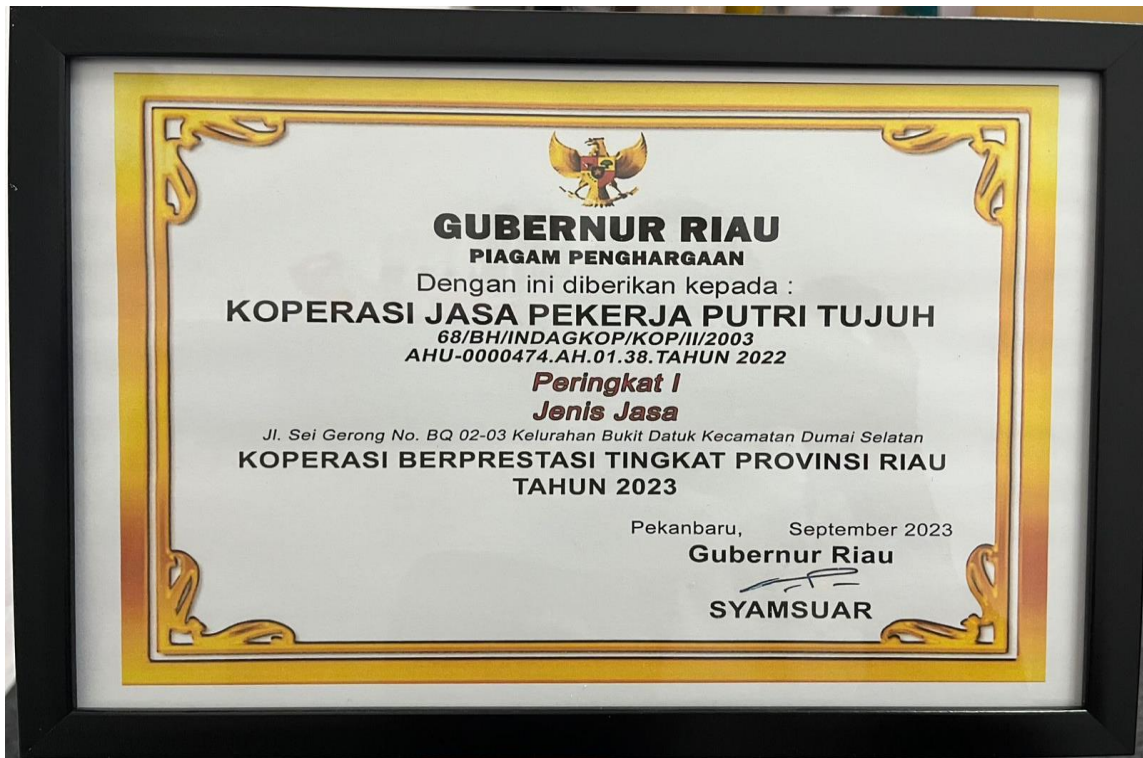 GUBERNUR RIAU
PIAGAM PENGHARGAAN
Dengan ini diberikan kepada :
KOPERASI JASA PEKERJA PUTRI TUJUH
68/BH/INDAGKOP/KOP/II/2003
AHU-0000474.AH.01.38.TAHUN 2022
Peringkat I
Jenis Jasa
Jl. Sei Gerong No. BQ 02-03 Kelurahan Bukit Datuk Kecamatan Dumai Selatan
KOPERASI BERPRESTASI TINGKAT PROVINSI RIAU
TAHUN 2023
Pekanbaru, September 2023
Gubernur Riau
SYAMSUAR